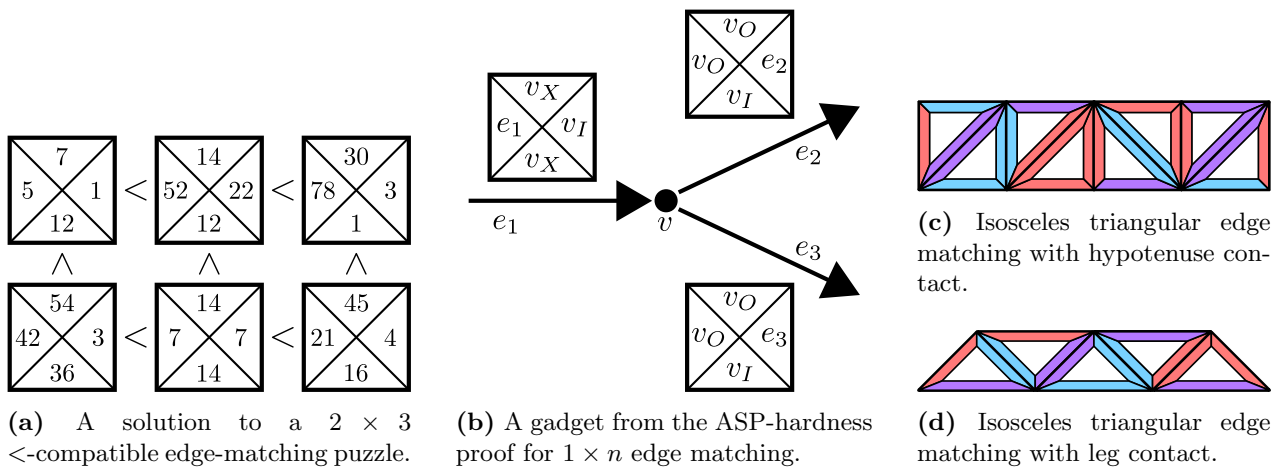 7 14 30
5 1 < 52 22 < 78 3
12 12 1
∧ ∧ ∧
54 14 45
42 3 < 7 7 < 21 4
36 14 16
(a) A solution to a 2 × 3
<-compatible edge-matching puzzle.
v_O
v_O e_2
v_I
v_X
e_1 v_I
v_X
e_2
e_1
v
e_3
v_O
v_O e_3
v_I
(b) A gadget from the ASP-hardness
proof for 1 × n edge matching.
(c) Isosceles triangular edge
matching with hypotenuse con-
tact.
(d) Isosceles triangular edge
matching with leg contact.